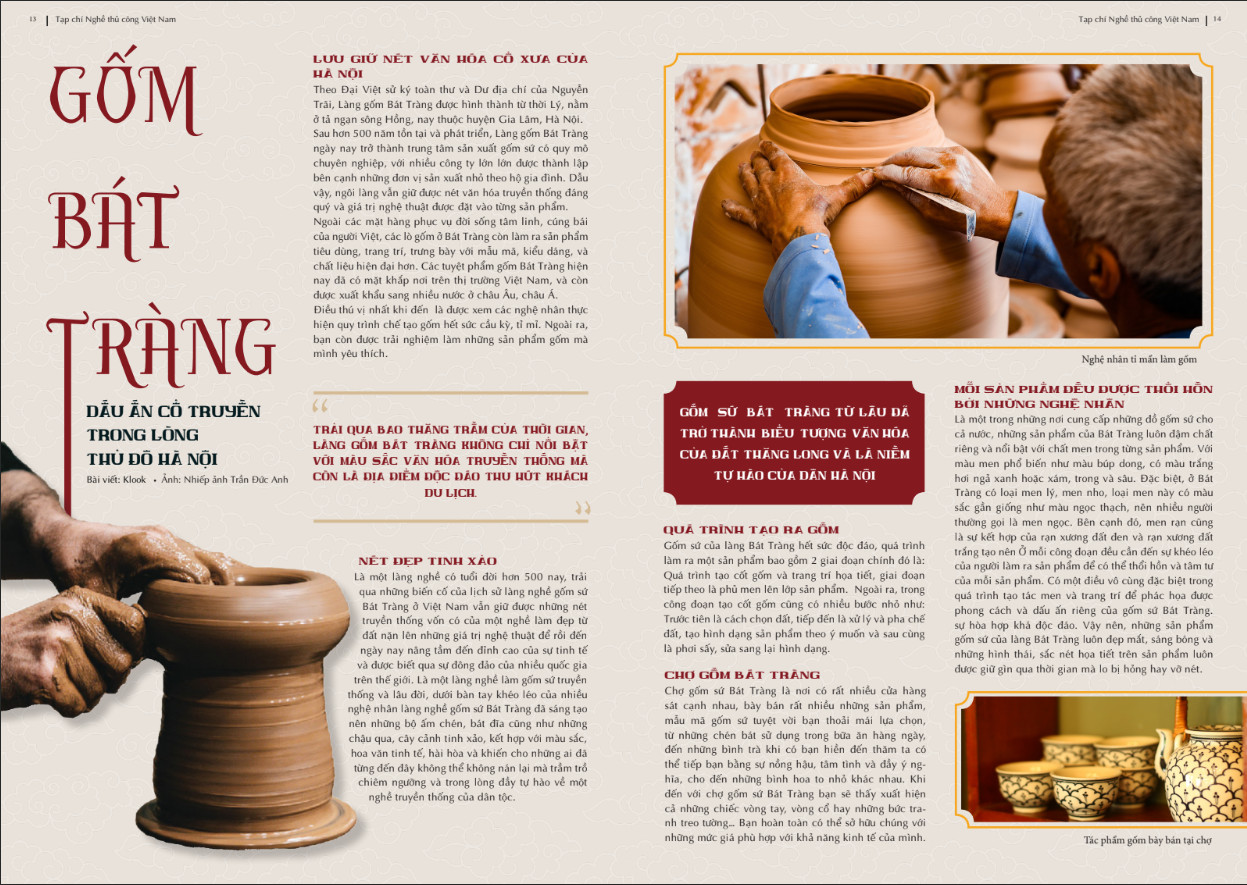 13 | Tạp chí Nghề thủ công Việt Nam
Tạp chí Nghề thủ công Việt Nam | 14
GỐM
BÁT
TRÀNG
DẤU ẤN CỔ TRUYỀN
TRONG LÒNG
THỦ ĐÔ HÀ NỘI
Bài viết: Klook • Ảnh: Nhiếp ảnh Trần Đức Anh
LƯU GIỮ NÉT VĂN HÓA CỔ XƯA CỦA
HÀ NỘI
Theo Đại Việt sử ký toàn thư và Dư địa chí của Nguyễn
Trãi, Làng gốm Bát Tràng được hình thành từ thời Lý, nằm
ở tả ngạn sông Hồng, nay thuộc huyện Gia Lâm, Hà Nội.
Sau hơn 500 năm tồn tại và phát triển, Làng gốm Bát Tràng
ngày nay trở thành trung tâm sản xuất gốm sứ có quy mô
chuyên nghiệp, với nhiều công ty lớn lớn được thành lập
bên cạnh những đơn vị sản xuất nhỏ theo hộ gia đình. Dẫu
vậy, ngôi làng vẫn giữ được nét văn hóa truyền thống đáng
quý và giá trị nghệ thuật được đặt vào từng sản phẩm.
Ngoài các mặt hàng phục vụ đời sống tâm linh, cúng bái
của người Việt, các lò gốm ở Bát Tràng còn làm ra sản phẩm
tiêu dùng, trang trí, trưng bày với mẫu mã, kiểu dáng, và
chất liệu hiện đại hơn. Các tuyệt phẩm gốm Bát Tràng hiện
nay đã có mặt khắp nơi trên thị trường Việt Nam, và còn
được xuất khẩu sang nhiều nước ở châu Âu, châu Á.
Điều thú vị nhất khi đến là được xem các nghệ nhân thực
hiện quy trình chế tạo gốm hết sức cầu kỳ, tỉ mỉ. Ngoài ra,
bạn còn được trải nghiệm làm những sản phẩm gốm mà
mình yêu thích.
“
TRẢI QUA BAO THĂNG TRẦM CỦA THỜI GIAN,
LÀNG GỐM BÁT TRÀNG KHÔNG CHỈ NỔI BẬT
VỚI MÀU SẮC VĂN HÓA TRUYỀN THỐNG MÀ
CÒN LÀ ĐỊA ĐIỂM ĐỘC ĐÁO THU HÚT KHÁCH
DU LỊCH.
”
NÉT ĐẸP TINH XẢO
Là một làng nghề có tuổi đời hơn 500 nay, trải
qua những biến cố của lịch sử làng nghề gốm sứ
Bát Tràng ở Việt Nam vẫn giữ được những nét
truyền thống vốn có của một nghề làm đẹp từ
đất nặn lên những giá trị nghệ thuật để rồi đến
ngày nay nâng tầm đến đỉnh cao của sự tinh tế
và được biết qua sự đông đảo của nhiều quốc gia
trên thế giới. Là một làng nghề làm gốm sứ truyền
thống và lâu đời, dưới bàn tay khéo léo của nhiều
nghệ nhân làng nghề gốm sứ Bát Tràng đã sáng tạo
nên những bộ ấm chén, bát đĩa cũng như những
chậu qua, cây cảnh tinh xảo, kết hợp với màu sắc,
hoa văn tinh tế, hài hòa và khiến cho những ai đã
từng đến đây không thể không nán lại mà trầm trồ
chiêm ngưỡng và trong lòng đầy tự hào về một
nghề truyền thống của dân tộc.
Nghệ nhân tỉ mẩn làm gốm
GỐM SỨ BÁT TRÀNG TỪ LÂU ĐÃ
TRỞ THÀNH BIỂU TƯỢNG VĂN HÓA
CỦA ĐẤT THĂNG LONG VÀ LÀ NIỀM
TỰ HÀO CỦA DÂN HÀ NỘI
QUÁ TRÌNH TẠO RA GỐM
Gốm sứ của làng Bát Tràng hết sức độc đáo, quá trình
làm ra một sản phẩm bao gồm 2 giai đoạn chính đó là:
Quá trình tạo cốt gốm và trang trí họa tiết, giai đoạn
tiếp theo là phủ men lên lớp sản phẩm. Ngoài ra, trong
công đoạn tạo cốt gốm cũng có nhiều bước nhỏ như:
Trước tiên là cách chọn đất, tiếp đến là xử lý và pha chế
đất, tạo hình dạng sản phẩm theo ý muốn và sau cùng
là phơi sấy, sửa sang lại hình dạng.
CHỢ GỐM BÁT TRÀNG
Chợ gốm sứ Bát Tràng là nơi có rất nhiều cửa hàng
sát cạnh nhau, bày bán rất nhiều những sản phẩm,
mẫu mã gốm sứ tuyệt vời bạn thoải mái lựa chọn,
từ những chén bát sử dụng trong bữa ăn hàng ngày,
đến những bình trà khi có bạn hiền đến thăm ta có
thể tiếp bạn bằng sự nồng hậu, tâm tình và đầy ý ng-
hĩa, cho đến những bình hoa to nhỏ khác nhau. Khi
đến với chợ gốm sứ Bát Tràng bạn sẽ thấy xuất hiện
cả những chiếc vòng tay, vòng cổ hay những bức tra-
nh treo tường... Bạn hoàn toàn có thể sở hữu chúng với
những mức giá phù hợp với khả năng kinh tế của mình.
MỖI SẢN PHẨM ĐỀU ĐƯỢC THỔI HỒN
BỞI NHỮNG NGHỆ NHÂN
Là một trong những nơi cung cấp những đồ gốm sứ cho
cả nước, những sản phẩm của Bát Tràng luôn đậm chất
riêng và nổi bật với chất men trong từng sản phẩm. Với
màu men phổ biến như màu búp dong, có màu trắng
hơi ngả xanh hoặc xám, trong và sâu. Đặc biệt, ở Bát
Tràng có loại men lý, men nho, loại men này có màu
sắc gần giống như màu ngọc thạch, nên nhiều người
thường gọi là men ngọc. Bên cạnh đó, men rạn cũng
là sự kết hợp của rạn xương đất đen và rạn xương đất
trắng tạo nên Ở mỗi công đoạn đều cần đến sự khéo léo
của người làm ra sản phẩm để có thể thổi hồn và tâm tư
của mỗi sản phẩm. Có một điều vô cùng đặc biệt trong
quá trình tạo tác men và trang trí để phác họa được
phong cách và dấu ấn riêng của gốm sứ Bát Tràng.
sự hòa hợp khá độc đáo. Vậy nên, những sản phẩm
gốm sứ của làng Bát Tràng luôn đẹp mắt, sáng bóng và
những hình thái, sắc nét họa tiết trên sản phẩm luôn
được giữ gìn qua thời gian mà lo bị hỏng hay vỡ nét.
Tác phẩm gốm bày bán tại chợ